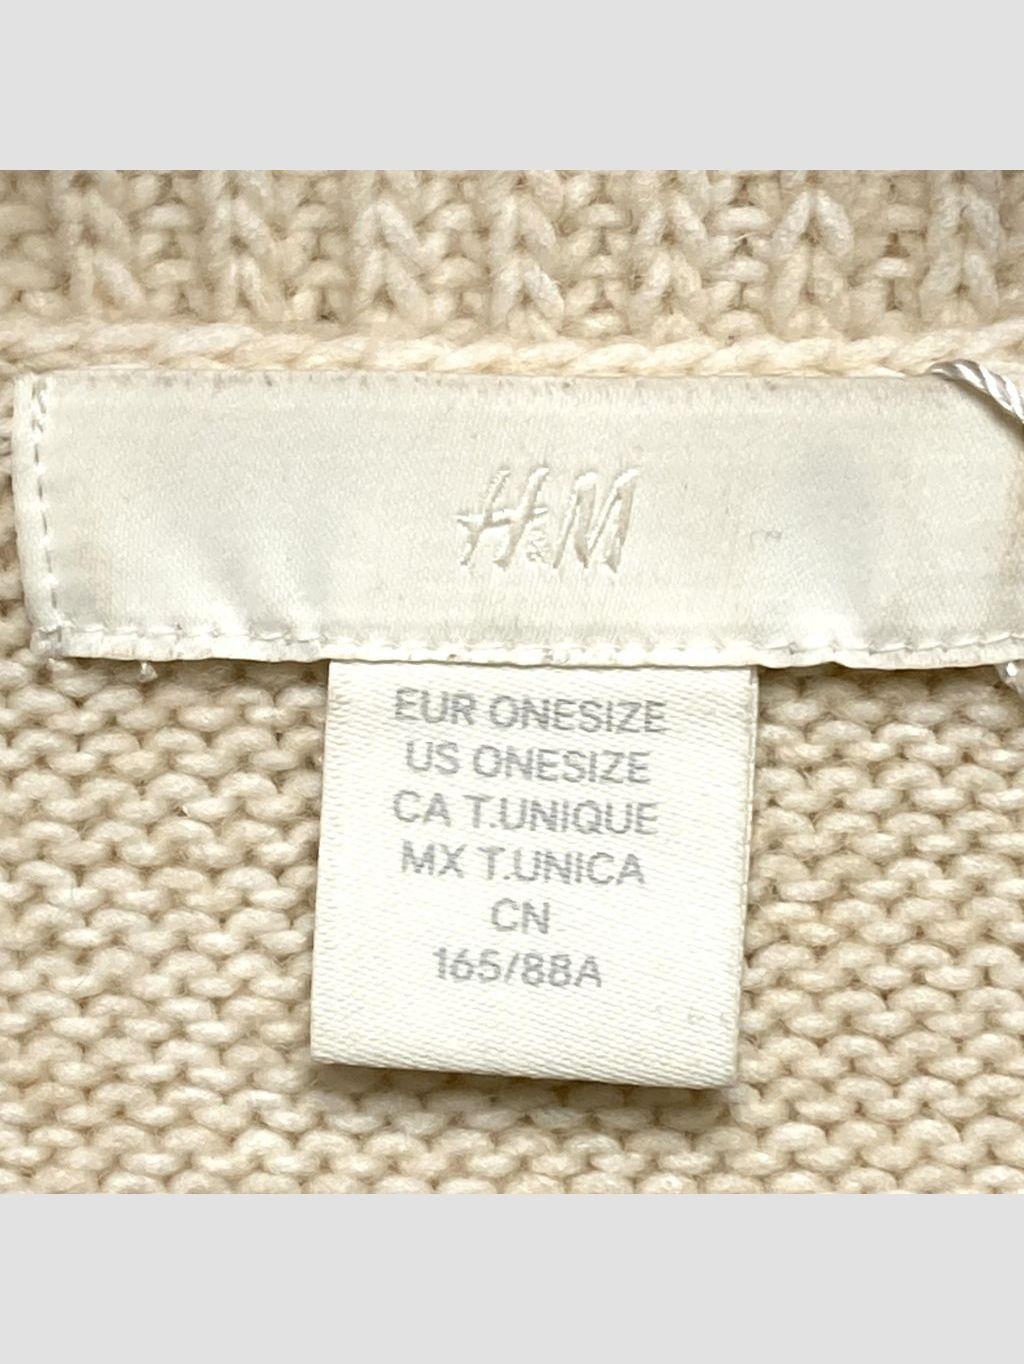 H&M
EUR ONESIZE
US ONESIZE
CA T.UNIQUE
MX T.UNICA
CN
165/88A